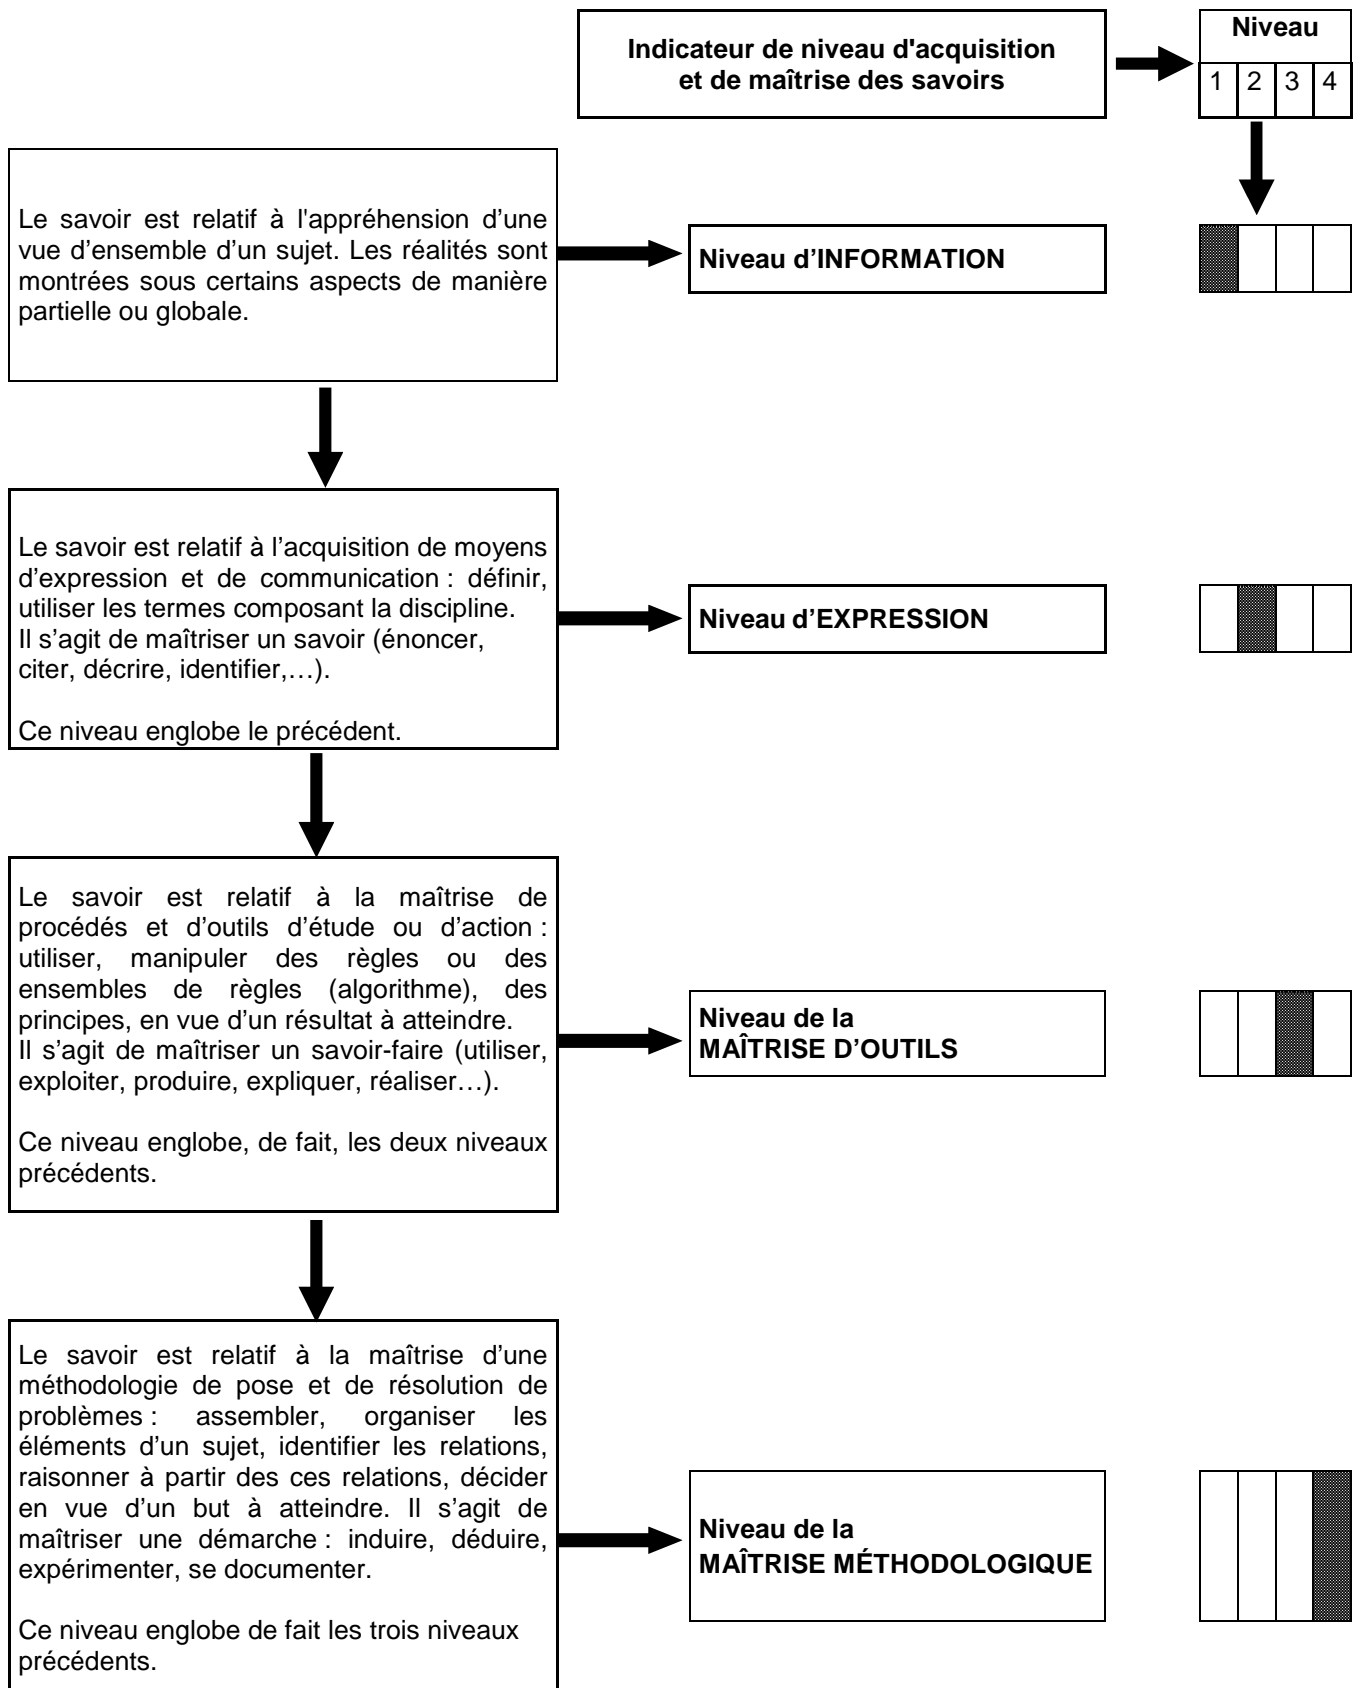 Indicateur de niveau d'acquisition
et de maîtrise des savoirs
Niveau
1 2 3 4
Le savoir est relatif à l'appréhension d’une
vue d’ensemble d’un sujet. Les réalités sont
montrées sous certains aspects de manière
partielle ou globale.
Niveau d’INFORMATION
Le savoir est relatif à l’acquisition de moyens
d’expression et de communication : définir,
utiliser les termes composant la discipline.
Il s’agit de maîtriser un savoir (énoncer,
citer, décrire, identifier,…).
Ce niveau englobe le précédent.
Niveau d’EXPRESSION
Le savoir est relatif à la maîtrise de
procédés et d’outils d’étude ou d’action :
utiliser, manipuler des règles ou des
ensembles de règles (algorithme), des
principes, en vue d’un résultat à atteindre.
Il s’agit de maîtriser un savoir-faire (utiliser,
exploiter, produire, expliquer, réaliser…).
Ce niveau englobe, de fait, les deux niveaux
précédents.
Niveau de la
MAÎTRISE D’OUTILS
Le savoir est relatif à la maîtrise d’une
méthodologie de pose et de résolution de
problèmes : assembler, organiser les
éléments d’un sujet, identifier les relations,
raisonner à partir des ces relations, décider
en vue d’un but à atteindre. Il s’agit de
maîtriser une démarche : induire, déduire,
expérimenter, se documenter.
Ce niveau englobe de fait les trois niveaux
précédents.
Niveau de la
MAÎTRISE MÉTHODOLOGIQUE